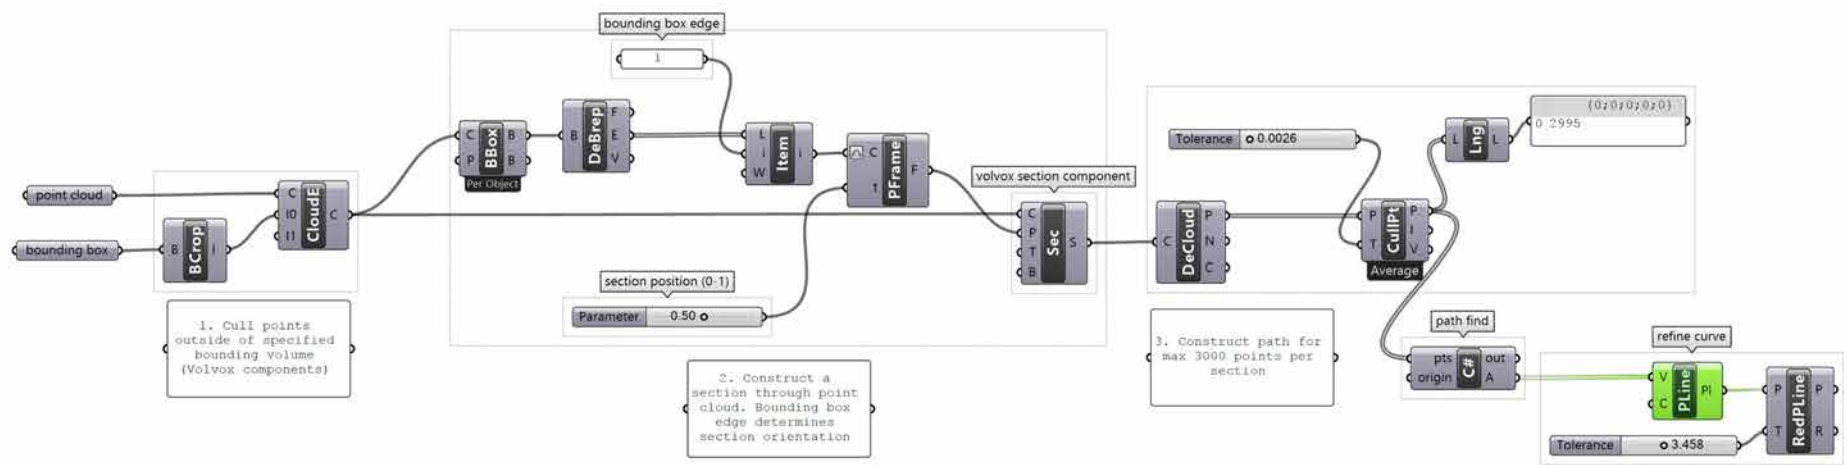 point cloud
bounding box
B
BCrop
I
C
I0
I1
CloudE
C
1. Cull points
outside of specified
bounding volume
(Volvox components)
bounding box edge
1
C
P
BBox
B
B
Per Object
B
DeBrep
F
E
V
L
i
W
Item
i
C
t
PFrame
F
section position (0-1)
Parameter
0.50
2. Construct a
section through point
cloud. Bounding box
edge determines
section orientation
volvox section component
C
P
T
B
Sec
S
C
DeCloud
P
N
C
Tolerance
0.0026
P
T
CullPt
P
I
V
Average
L
Lng
L
{0;0;0;0;0}
0 2995
3. Construct path for
max 3000 points per
section
path find
pts
origin
C#
out
A
refine curve
V
C
PLine
Pl
Tolerance
3.458
P
T
RedPLine
P
R